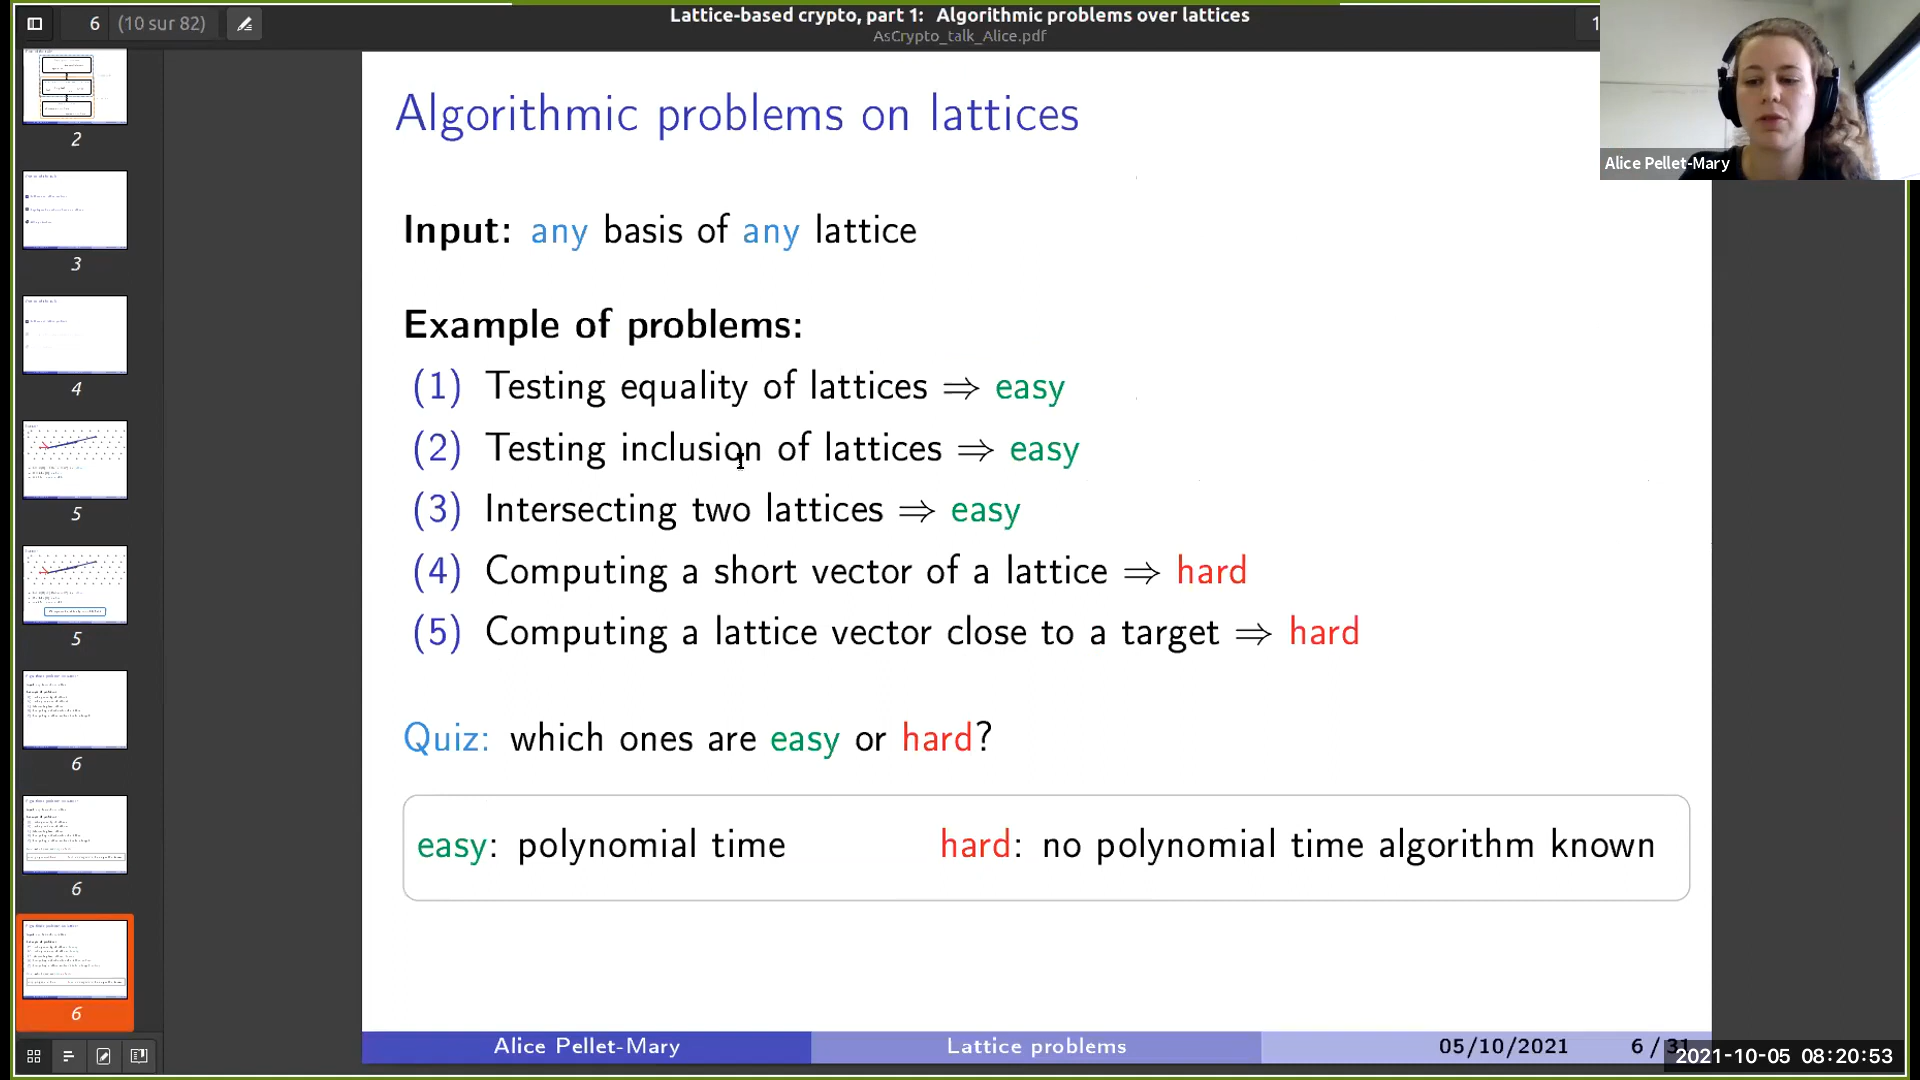 Lattice-based crypto, part 1: Algorithmic problems over lattices
AsCrypto_talk_Alice.pdf
6 (10 sur 82)
1
Alice Pellet-Mary
2
3
4
5
5
6
6
6
Algorithmic problems on lattices
Input: any basis of any lattice
Example of problems:
(1) Testing equality of lattices ⇒ easy
(2) Testing inclusion of lattices ⇒ easy
(3) Intersecting two lattices ⇒ easy
(4) Computing a short vector of a lattice ⇒ hard
(5) Computing a lattice vector close to a target ⇒ hard
Quiz: which ones are easy or hard?
easy: polynomial time hard: no polynomial time algorithm known
Alice Pellet-Mary Lattice problems 05/10/2021 6 / 31
2021-10-05 08:20:53